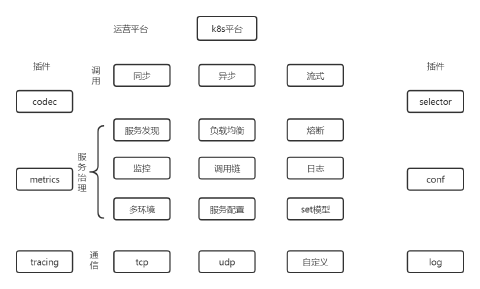 运营平台
k8s平台
插件
调用
同步
异步
流式
插件
codec
selector
服务治理
服务发现
负载均衡
熔断
metrics
监控
调用链
日志
conf
多环境
服务配置
set模型
tracing
通信
tcp
udp
自定义
log